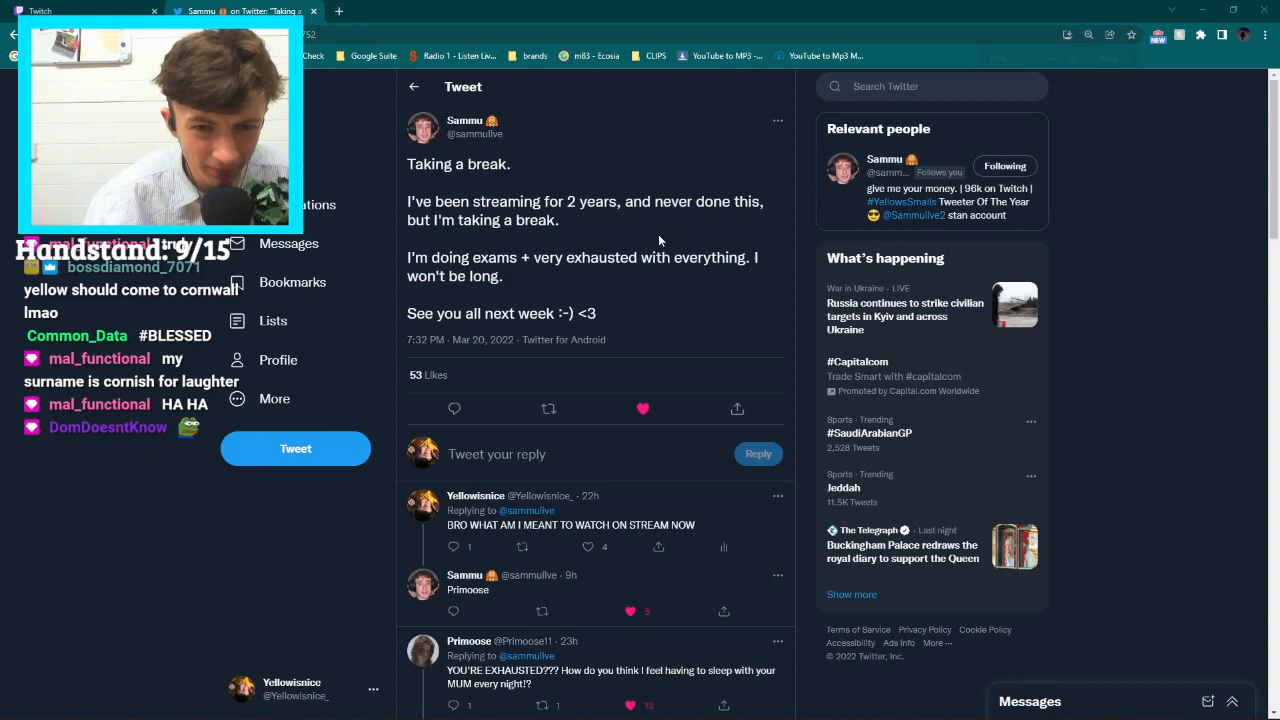 Twitch
Sammu on Twitter: "Taking a
752
Check
Google Suite
Radio 1 - Listen Liv...
brands
m83 - Ecosia
CLIPS
YouTube to MP3 -...
YouTube to Mp3 M...
NEW
Tweet
Sammu
@sammulive
Taking a break.
I've been streaming for 2 years, and never done this,
but I'm taking a break.
I'm doing exams + very exhausted with everything. I
won't be long.
See you all next week :-) <3
7:32 PM · Mar 20, 2022 · Twitter for Android
53 Likes
Tweet your reply
Reply
Yellowisnice @Yellowisnice_ · 22h
Replying to @sammulive
BRO WHAT AM I MEANT TO WATCH ON STREAM NOW
1
4
Sammu @sammulive · 9h
Primoose
5
Primoose @Primoose11 · 23h
Replying to @sammulive
YOU'RE EXHAUSTED??? How do you think I feel having to sleep with your
MUM every night!?
1
1
13
ations
Messages
Bookmarks
Lists
Profile
More
Tweet
Yellowisnice
@Yellowisnice_
mal_functional truly
Handstand: 9/15
bossdiamond_7071
yellow should come to cornwall
lmao
Common_Data #BLESSED
mal_functional my
surname is cornish for laughter
mal_functional HA HA
DomDoesntKnow
Search Twitter
Relevant people
Sammu
@samm... Follows you
Following
give me your money. | 96k on Twitch |
#YellowsSmails Tweeter Of The
Year
@Sammulive2 stan account
What's happening
War in Ukraine · LIVE
Russia continues to strike civilian
targets in Kyiv and across
Ukraine
#Capitalcom
Trade Smart with #capitalcom
Promoted by Capital.com Worldwide
Sports · Trending
#SaudiArabianGP
2,528 Tweets
Sports · Trending
Jeddah
11.5K Tweets
The Telegraph · Last night
Buckingham Palace redraws the
royal diary to support the Queen
Show more
Terms of Service Privacy Policy Cookie Policy
Accessibility Ads info More ···
© 2022 Twitter, Inc.
Messages